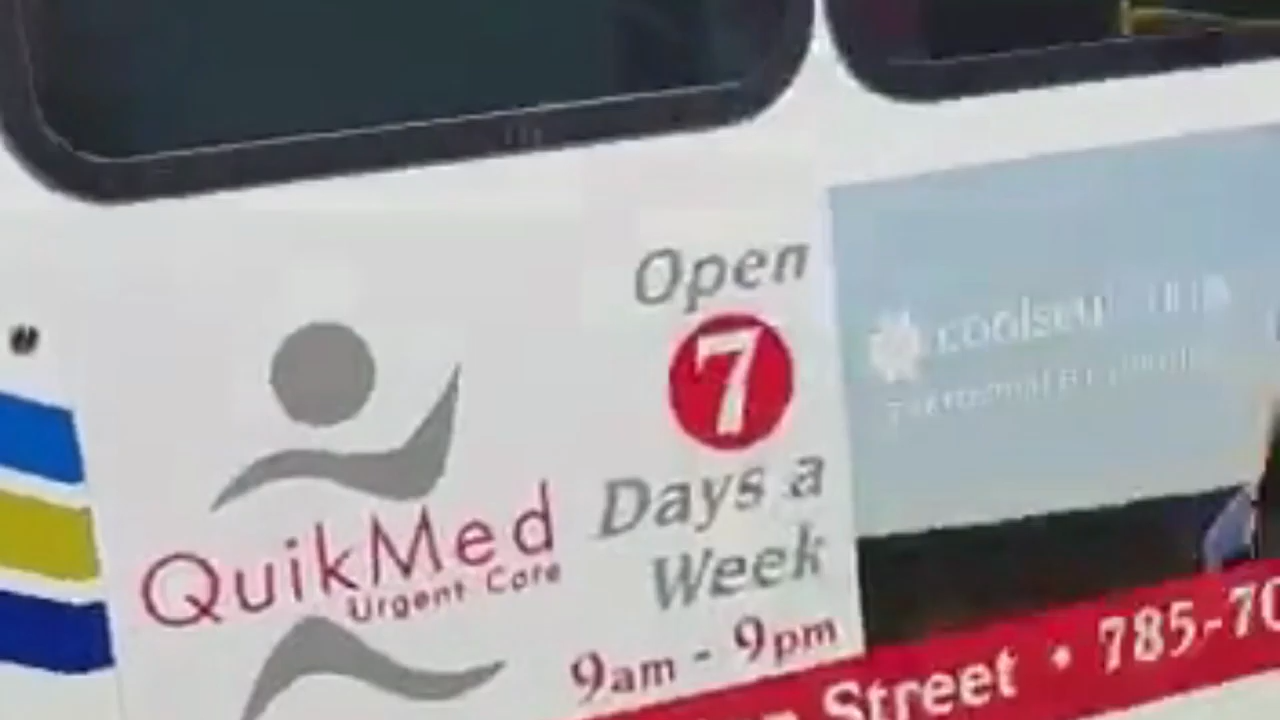 Open
7
Days a
Week
9am - 9pm
QuikMed
Urgent Care
Street • 785-70